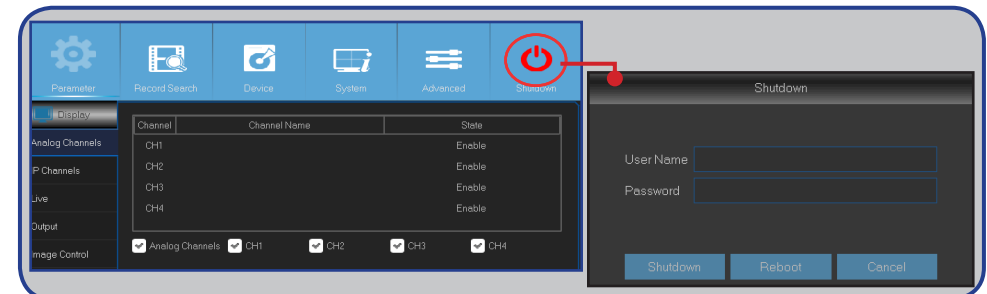 Parameter
Record Search
Device
System
Advanced
Shutdown
Display
Analog Channels
IP Channels
Live
Output
Image Control
Channel Channel Name State
CH1 Enable
CH2 Enable
CH3 Enable
CH4 Enable
Analog Channels CH1 CH2 CH3 CH4
Shutdown
User Name
Password
Shutdown Reboot Cancel